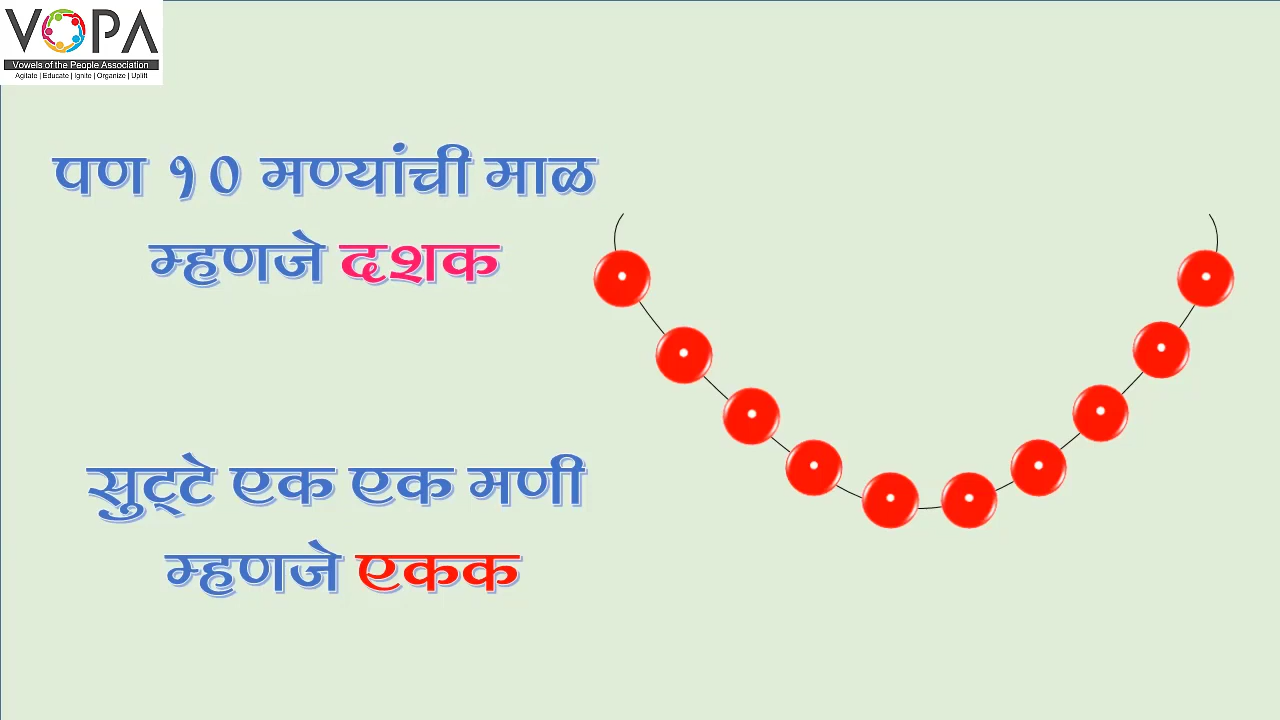 VOPA
Vowels of the People Association
Agitate | Educate | Ignite | Organize | Uplift
पण १० मण्यांची माळ
म्हणजे दशक
सुट्टे एक एक मणी
म्हणजे एकक